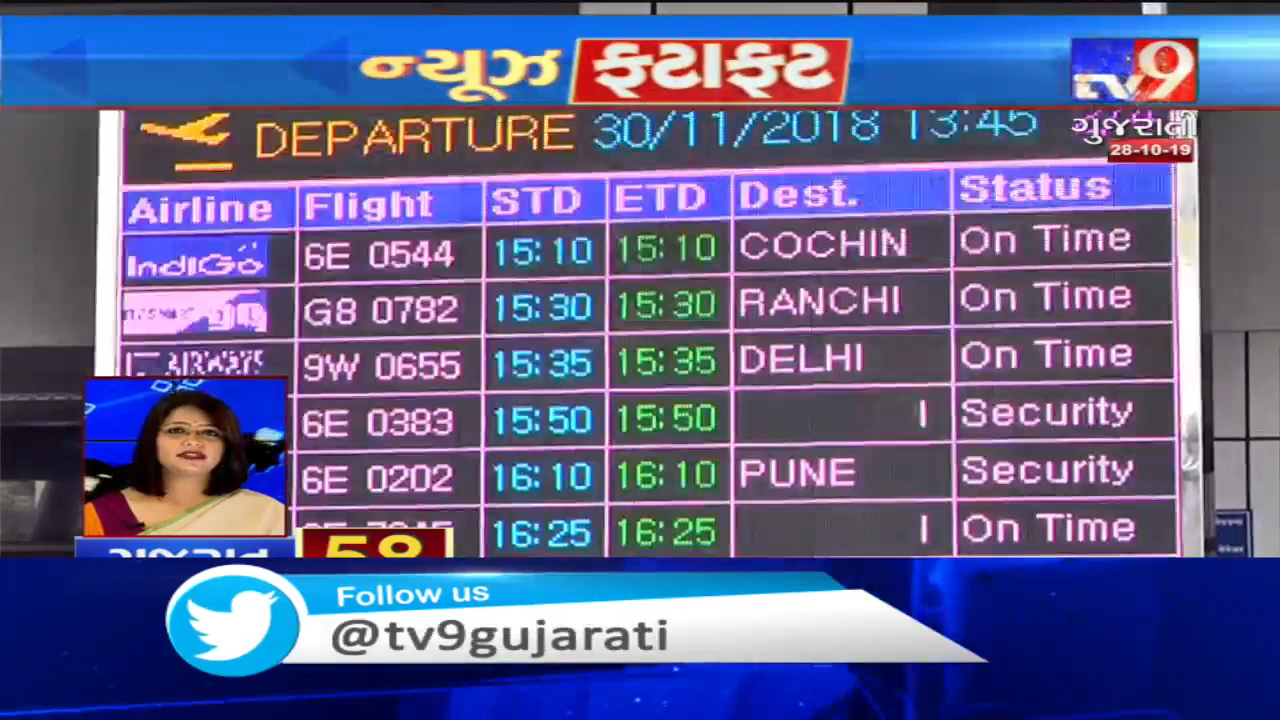 ન્યૂઝ ફટાફટ
TV9
ગુજરાતી
28-10-19
DEPARTURE 30/11/2018 13:45
Airline Flight STD ETD Dest. Status
IndiGo 6E 0544 15:10 15:10 COCHIN On Time
G8 0782 15:30 15:30 RANCHI On Time
AIRWAYS 9W 0655 15:35 15:35 DELHI On Time
6E 0383 15:50 15:50 Security
6E 0202 16:10 16:10 PUNE Security
16:25 16:25 On Time
Follow us
@tv9gujarati